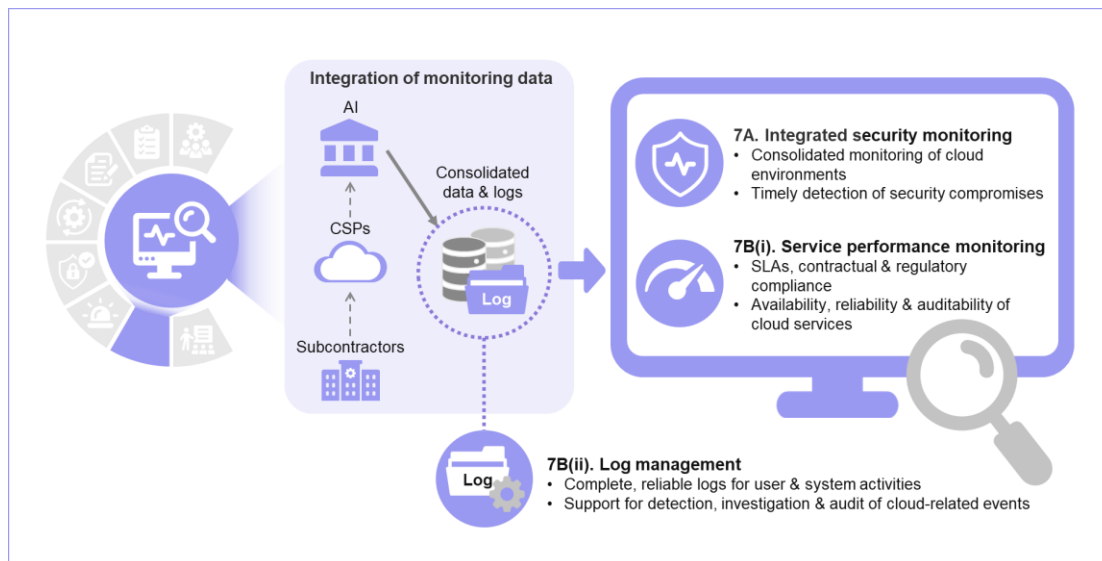 Integration of monitoring data
AI
CSPs
Subcontractors
Consolidated
data & logs
Log
7A. Integrated security monitoring
• Consolidated monitoring of cloud
environments
• Timely detection of security compromises
7B(i). Service performance monitoring
• SLAs, contractual & regulatory
compliance
• Availability, reliability & auditability of
cloud services
Log
7B(ii). Log management
• Complete, reliable logs for user & system activities
• Support for detection, investigation & audit of cloud-related events